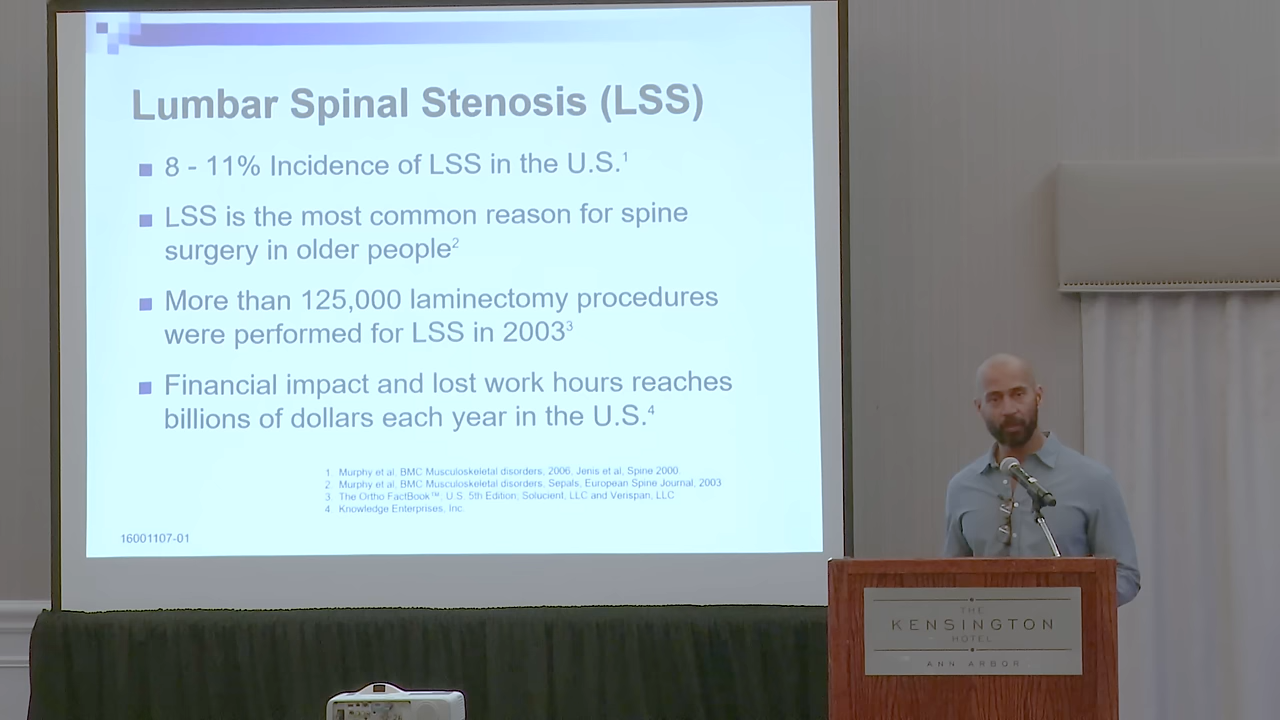 Lumbar Spinal Stenosis (LSS)
8 - 11% Incidence of LSS in the U.S.¹
LSS is the most common reason for spine
surgery in older people²
More than 125,000 laminectomy procedures
were performed for LSS in 2003³
Financial impact and lost work hours reaches
billions of dollars each year in the U.S.⁴
1. Murphy et al, BMC Musculoskeletal disorders, 2006, Jenis et al, Spine 2000
2. Murphy et al, BMC Musculoskeletal disorders, Sepals, European Spine Journal, 2003
3. The Ortho FactBook™; U.S. 5th Edition; Solucient, LLC and Verispan, LLC
4. Knowledge Enterprises, Inc.
16001107-01
THE
KENSINGTON
HOTEL
ANN ARBOR